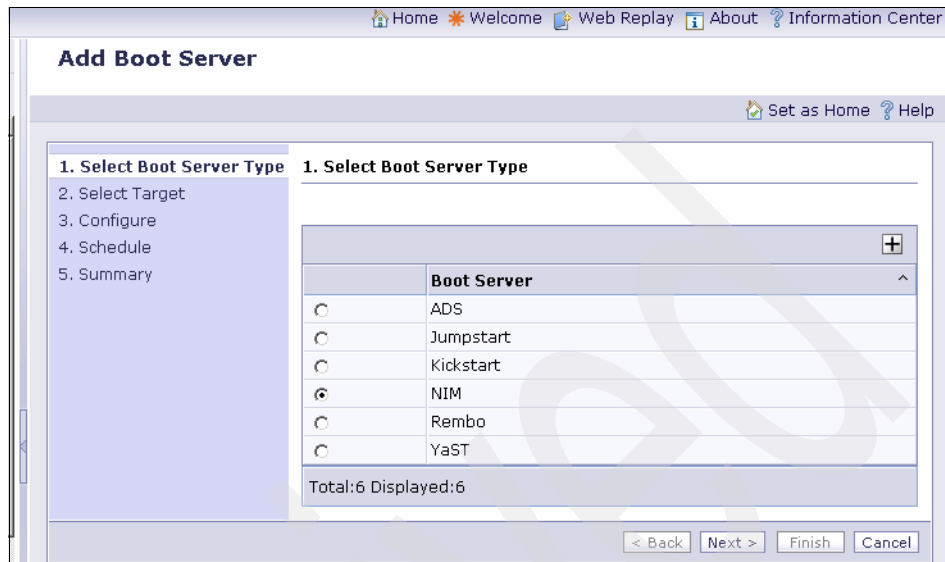 Home Welcome Web Replay About ? Information Center
Add Boot Server
Set as Home ? Help
1. Select Boot Server Type
2. Select Target
3. Configure
4. Schedule
5. Summary
1. Select Boot Server Type
Boot Server
ADS
Jumpstart
Kickstart
NIM
Rembo
YaST
Total:6 Displayed:6
< Back Next > Finish Cancel